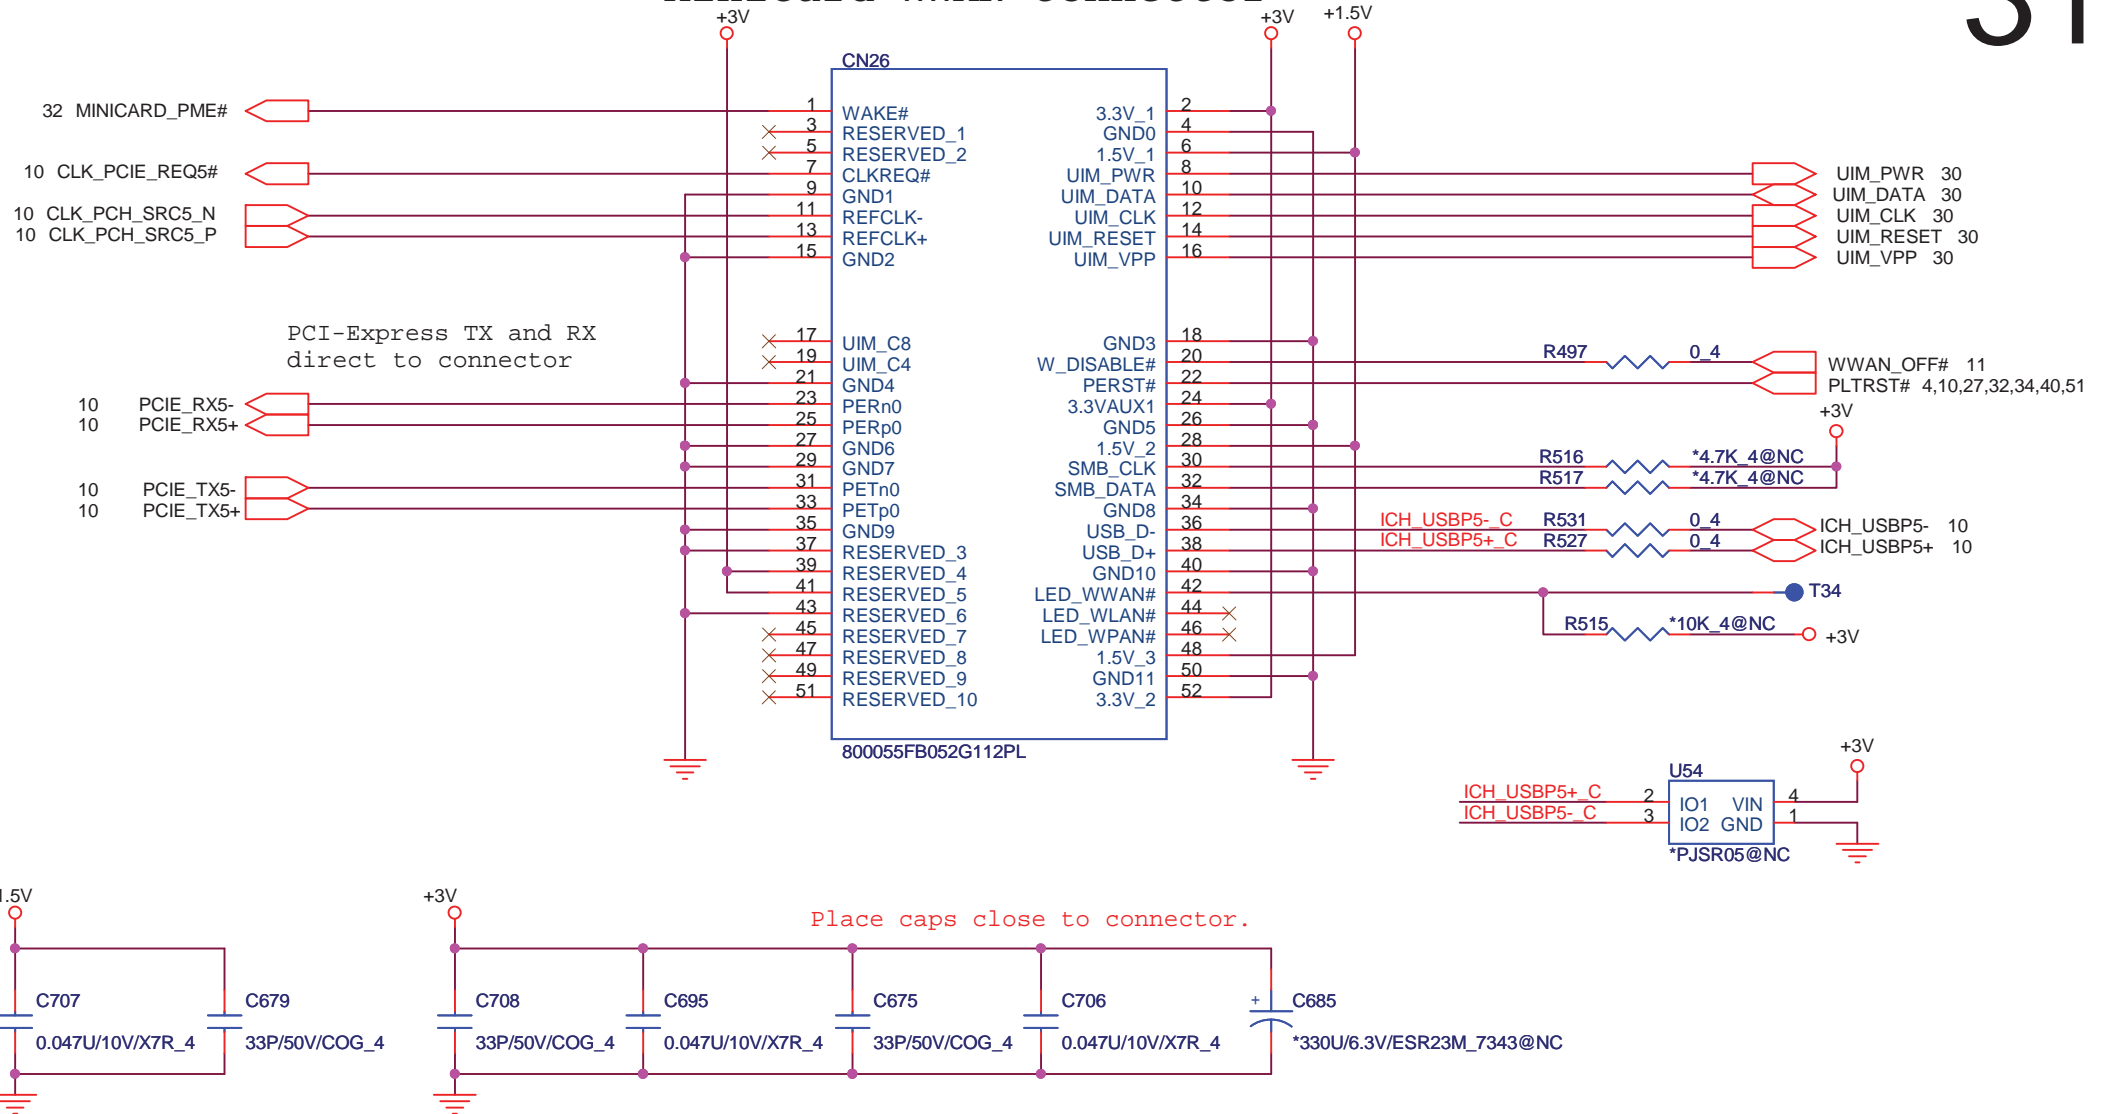 +3V
+3V
+1.5V
CN26
32 MINICARD_PME#
1 WAKE#
3 RESERVED_1
5 RESERVED_2
10 CLK_PCIE_REQ5#
7 CLKREQ#
9 GND1
10 CLK_PCH_SRC5_N
11 REFCLK-
10 CLK_PCH_SRC5_P
13 REFCLK+
15 GND2
PCI-Express TX and RX
direct to connector
17 UIM_C8
19 UIM_C4
21 GND4
10 PCIE_RX5-
23 PERn0
10 PCIE_RX5+
25 PERp0
27 GND6
29 GND7
10 PCIE_TX5-
31 PETn0
10 PCIE_TX5+
33 PETp0
35 GND9
37 RESERVED_3
39 RESERVED_4
41 RESERVED_5
43 RESERVED_6
45 RESERVED_7
47 RESERVED_8
49 RESERVED_9
51 RESERVED_10
3.3V_1 2
GND0 4
1.5V_1 6
UIM_PWR 8
UIM_PWR 30
UIM_DATA 10
UIM_DATA 30
UIM_CLK 12
UIM_CLK 30
UIM_RESET 14
UIM_RESET 30
UIM_VPP 16
UIM_VPP 30
GND3 18
W_DISABLE# 20
R497 0_4
WWAN_OFF# 11
PERST# 22
PLTRST# 4,10,27,32,34,40,51
3.3VAUX1 24
+3V
GND5 26
1.5V_2 28
SMB_CLK 30
R516 *4.7K_4@NC
SMB_DATA 32
R517 *4.7K_4@NC
GND8 34
USB_D- 36
ICH_USBP5-_C R531 0_4
ICH_USBP5- 10
USB_D+ 38
ICH_USBP5+_C R527 0_4
ICH_USBP5+ 10
GND10 40
LED_WWAN# 42
T34
LED_WLAN# 44
LED_WPAN# 46
R515 *10K_4@NC
+3V
1.5V_3 48
GND11 50
3.3V_2 52
800055FB052G112PL
+3V
U54
ICH_USBP5+_C 2 IO1 VIN 4
ICH_USBP5-_C 3 IO2 GND 1
*PJSR05@NC
+3V
Place caps close to connector.
C707
0.047U/10V/X7R_4
C679
33P/50V/COG_4
C708
33P/50V/COG_4
C695
0.047U/10V/X7R_4
C675
33P/50V/COG_4
C706
0.047U/10V/X7R_4
+ C685
*330U/6.3V/ESR23M_7343@NC